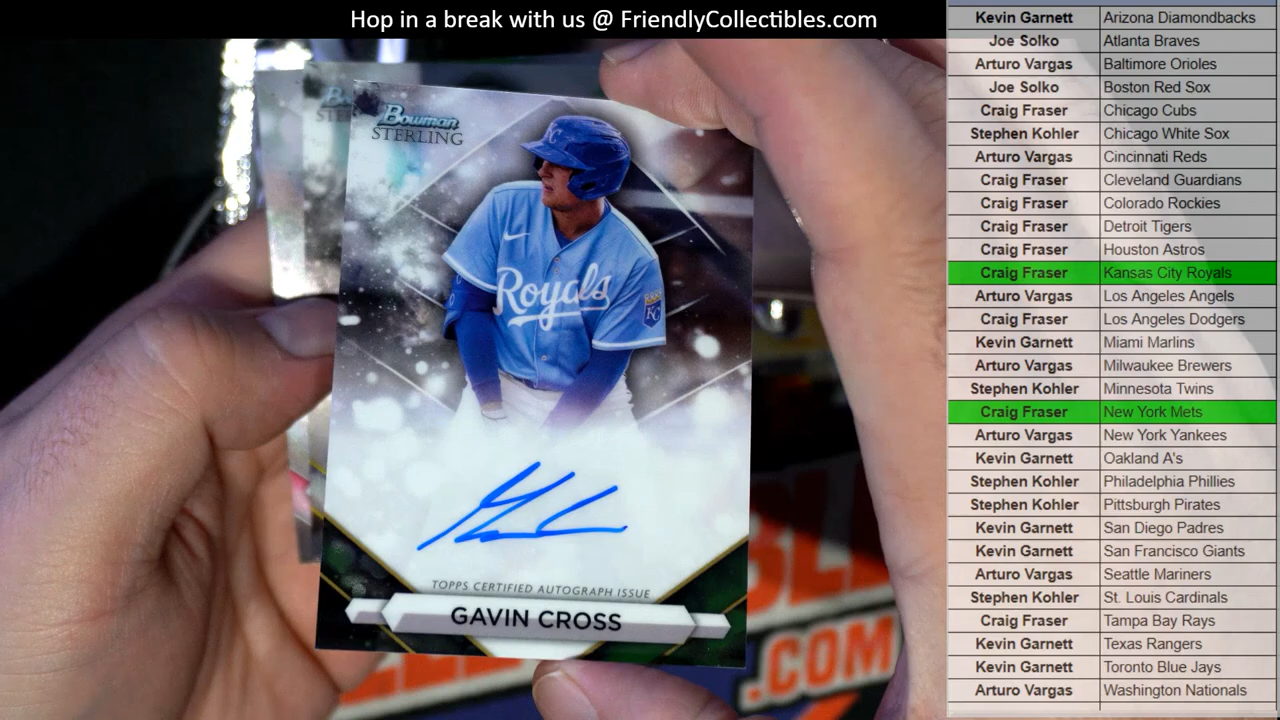 Hop in a break with us @ FriendlyCollectibles.com
Bowman
STERLING
KC
Royals
KC
TOPPS CERTIFIED AUTOGRAPH ISSUE
GAVIN CROSS
.COM
Kevin Garnett Arizona Diamondbacks
Joe Solko Atlanta Braves
Arturo Vargas Baltimore Orioles
Joe Solko Boston Red Sox
Craig Fraser Chicago Cubs
Stephen Kohler Chicago White Sox
Arturo Vargas Cincinnati Reds
Craig Fraser Cleveland Guardians
Craig Fraser Colorado Rockies
Craig Fraser Detroit Tigers
Craig Fraser Houston Astros
Craig Fraser Kansas City Royals
Arturo Vargas Los Angeles Angels
Craig Fraser Los Angeles Dodgers
Kevin Garnett Miami Marlins
Arturo Vargas Milwaukee Brewers
Stephen Kohler Minnesota Twins
Craig Fraser New York Mets
Arturo Vargas New York Yankees
Kevin Garnett Oakland A's
Stephen Kohler Philadelphia Phillies
Stephen Kohler Pittsburgh Pirates
Kevin Garnett San Diego Padres
Kevin Garnett San Francisco Giants
Arturo Vargas Seattle Mariners
Stephen Kohler St. Louis Cardinals
Craig Fraser Tampa Bay Rays
Kevin Garnett Texas Rangers
Kevin Garnett Toronto Blue Jays
Arturo Vargas Washington Nationals